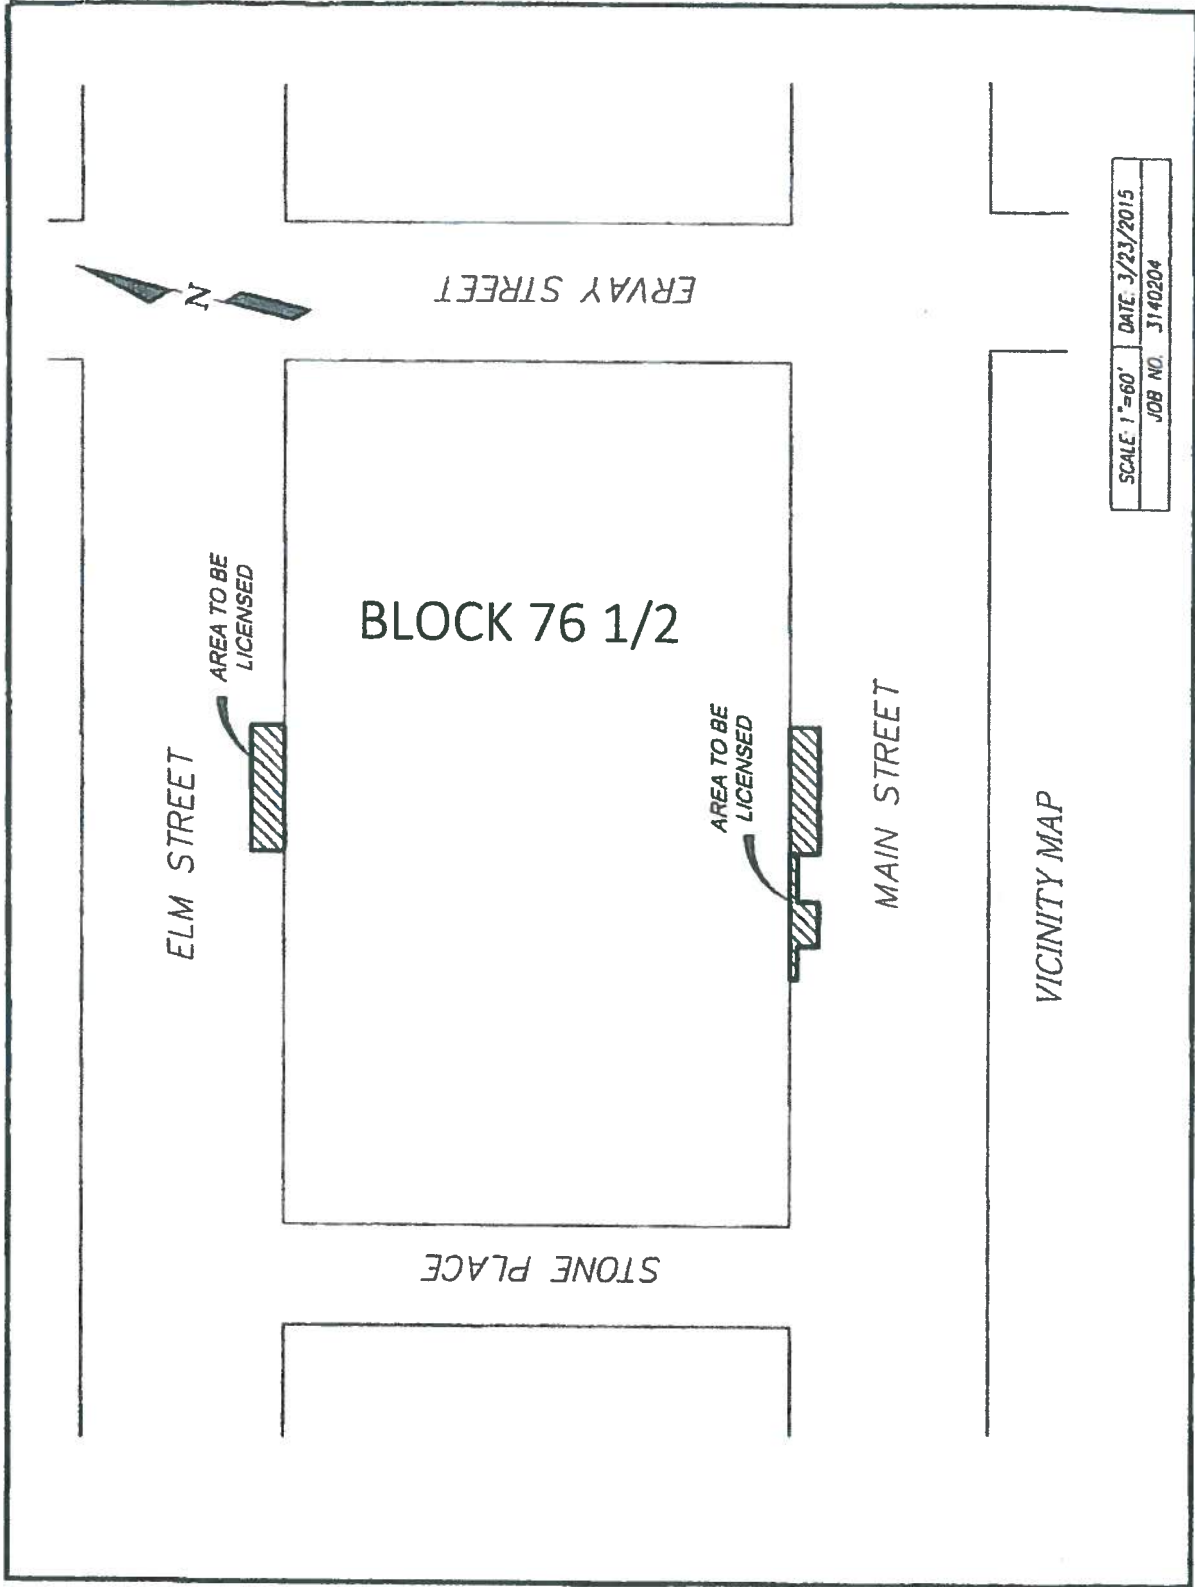 ELM STREET
AREA TO BE
LICENSED
N
ERVAY STREET
BLOCK 76 1/2
STONE PLACE
AREA TO BE
LICENSED
MAIN STREET
VICINITY MAP
SCALE: 1"=60' DATE: 3/23/2015
JOB NO. 3140204